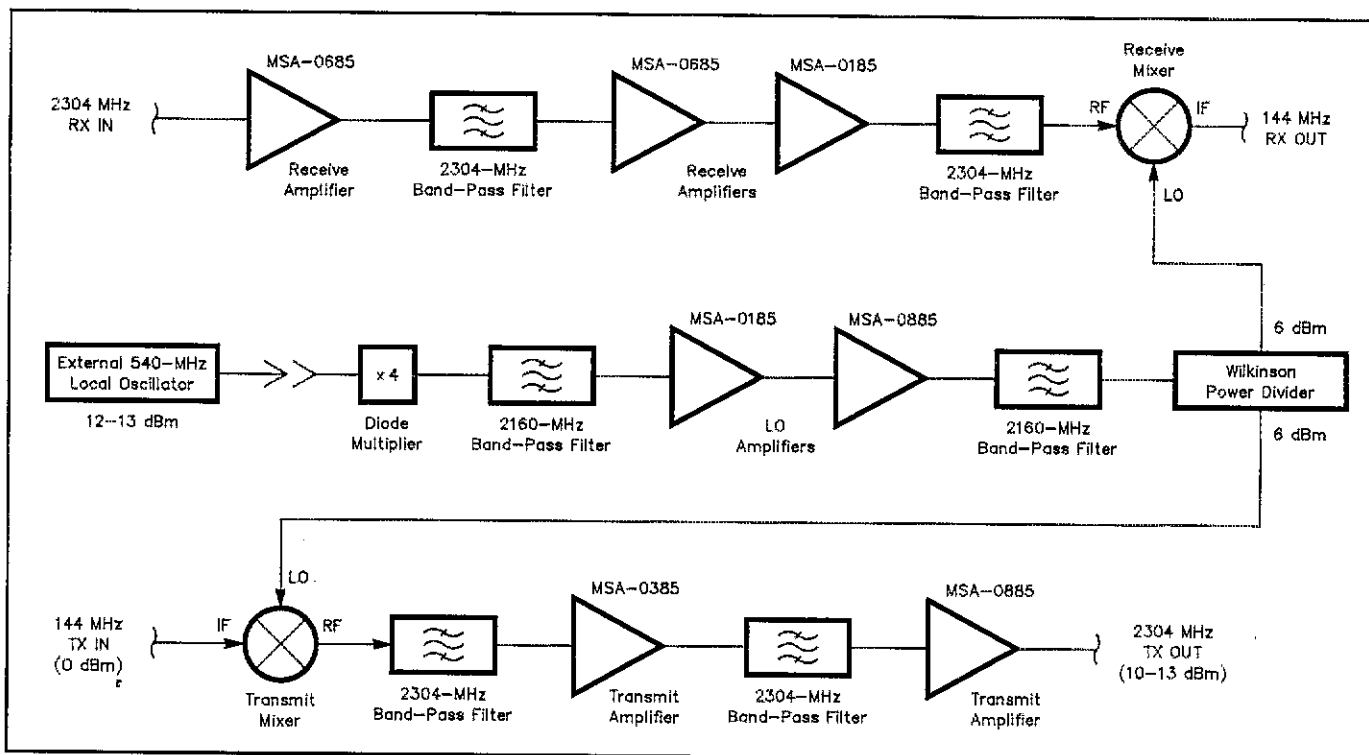 MSA-0685
2304 MHz
RX IN
Receive
Amplifier
2304-MHz
Band-Pass Filter
MSA-0685
MSA-0185
Receive
Amplifiers
2304-MHz
Band-Pass Filter
Receive
Mixer
RF
IF
LO
144 MHz
RX OUT
External 540-MHz
Local Oscillator
12-13 dBm
x 4
Diode
Multiplier
2160-MHz
Band-Pass Filter
MSA-0185
MSA-0885
LO
Amplifiers
2160-MHz
Band-Pass Filter
6 dBm
Wilkinson
Power Divider
6 dBm
144 MHz
TX IN
(0 dBm)
IF
LO
RF
Transmit
Mixer
2304-MHz
Band-Pass Filter
MSA-0385
Transmit
Amplifier
2304-MHz
Band-Pass Filter
MSA-0885
Transmit
Amplifier
2304 MHz
TX OUT
(10-13 dBm)